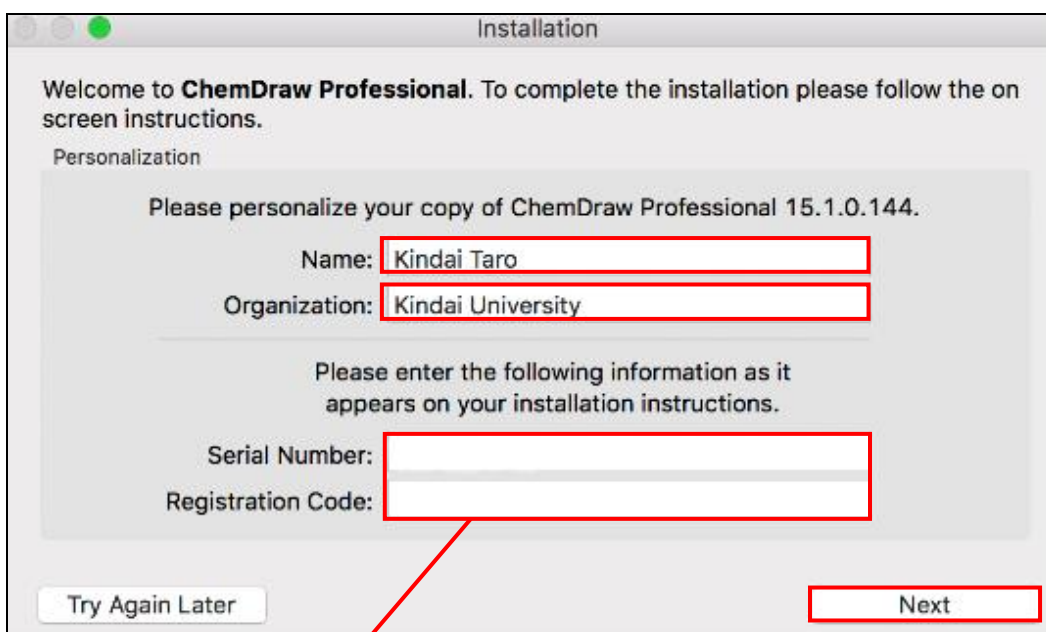 Installation
Welcome to ChemDraw Professional. To complete the installation please follow the on
screen instructions.
Personalization
Please personalize your copy of ChemDraw Professional 15.1.0.144.
Name: Kindai Taro
Organization: Kindai University
Please enter the following information as it
appears on your installation instructions.
Serial Number:
Registration Code:
Try Again Later
Next